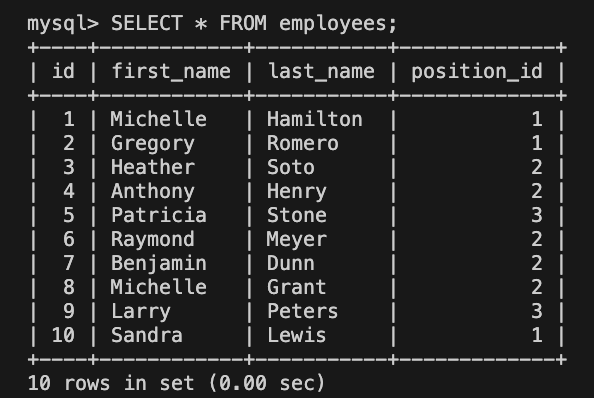 mysql> SELECT * FROM employees;
+----+------------+-----------+-------------+
| id | first_name | last_name | position_id |
+----+------------+-----------+-------------+
|  1 | Michelle   | Hamilton  |           1 |
|  2 | Gregory    | Romero    |           1 |
|  3 | Heather    | Soto      |           2 |
|  4 | Anthony    | Henry     |           2 |
|  5 | Patricia   | Stone     |           3 |
|  6 | Raymond    | Meyer     |           2 |
|  7 | Benjamin   | Dunn      |           2 |
|  8 | Michelle   | Grant     |           2 |
|  9 | Larry      | Peters    |           3 |
| 10 | Sandra     | Lewis     |           1 |
+----+------------+-----------+-------------+
10 rows in set (0.00 sec)